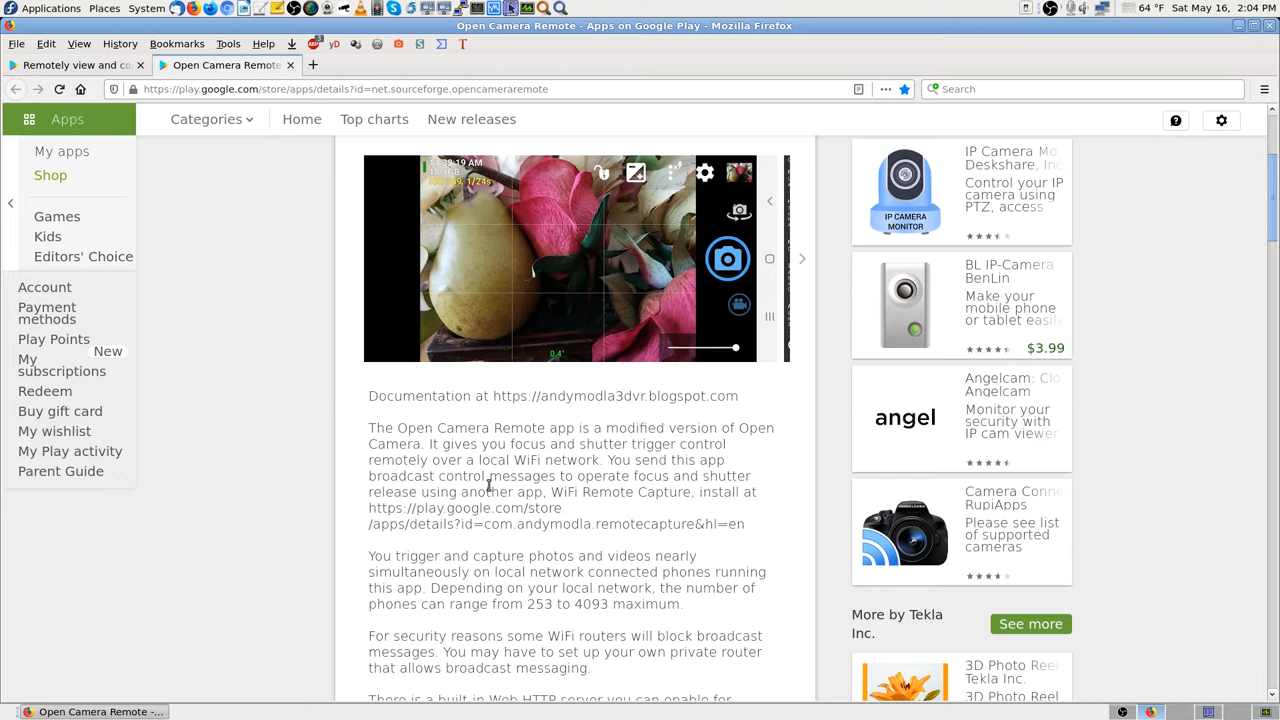 Applications Places System
64 °F Sat May 16, 2:04 PM
Open Camera Remote - Apps on Google Play - Mozilla Firefox
File Edit View History Bookmarks Tools Help
Remotely view and co
Open Camera Remote
https://play.google.com/store/apps/details?id=net.sourceforge.opencameraremote
Search
Apps
Categories
Home
Top charts
New releases
My apps
Shop
Games
Kids
Editors' Choice
Account
Payment
methods
Play Points
New
My
subscriptions
Redeem
Buy gift card
My wishlist
My Play activity
Parent Guide
0.4°
Documentation at https://andymodla3dvr.blogspot.com
The Open Camera Remote app is a modified version of Open
Camera. It gives you focus and shutter trigger control
remotely over a local WiFi network. You send this app
broadcast control messages to operate focus and shutter
release using another app, WiFi Remote Capture, install at
https://play.google.com/store
/apps/details?id=com.andymodla.remotecapture&hl=en
You trigger and capture photos and videos nearly
simultaneously on local network connected phones running
this app. Depending on your local network, the number of
phones can range from 253 to 4093 maximum.
For security reasons some WiFi routers will block broadcast
messages. You may have to set up your own private router
that allows broadcast messaging.
There is a built in Web HTTP server you can enable for
IP CAMERA
MONITOR
IP Camera Mo
Deskshare, Inc
Control your IP
camera using
PTZ, access
BL IP-Camera
BenLin
Make your
mobile phone
or tablet easily
$3.99
angel
Angelcam: Clo
Angelcam
Monitor your
security with
IP cam viewer
Camera Conne
RupiApps
Please see list
of supported
cameras
More by Tekla
Inc.
See more
3D Photo Reel
Tekla Inc.
3D Photo Reel
Open Camera Remote -...